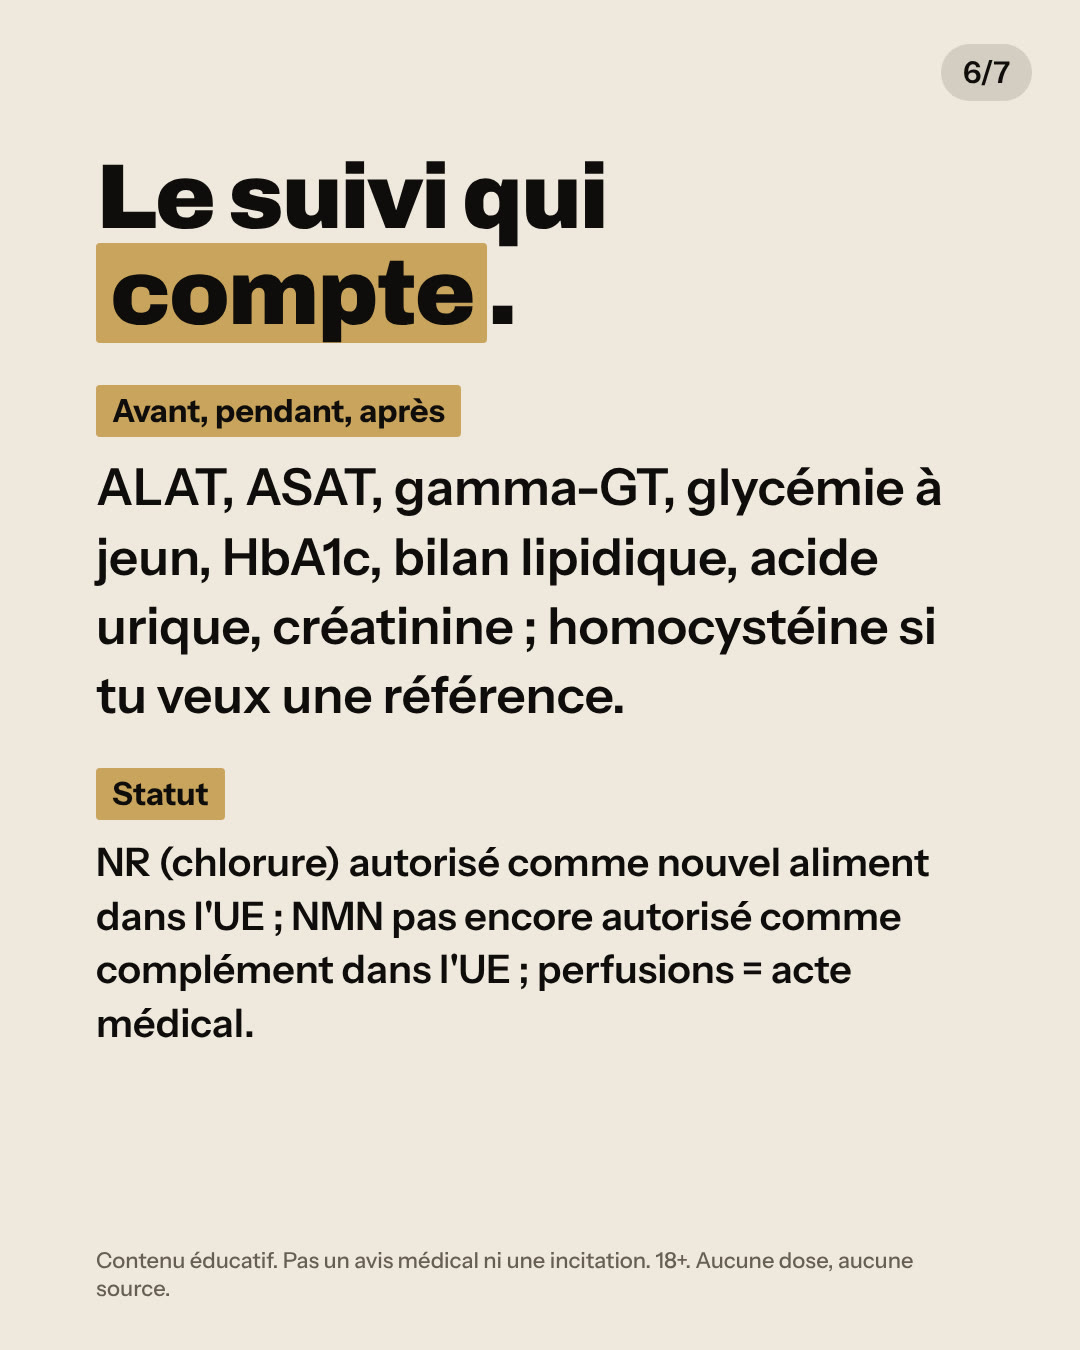 6/7
Le suivi qui
compte.
Avant, pendant, après
ALAT, ASAT, gamma-GT, glycémie à
jeun, HbA1c, bilan lipidique, acide
urique, créatinine ; homocystéine si
tu veux une référence.
Statut
NR (chlorure) autorisé comme nouvel aliment
dans l'UE ; NMN pas encore autorisé comme
complément dans l'UE ; perfusions = acte
médical.
Contenu éducatif. Pas un avis médical ni une incitation. 18+. Aucune dose, aucune
source.